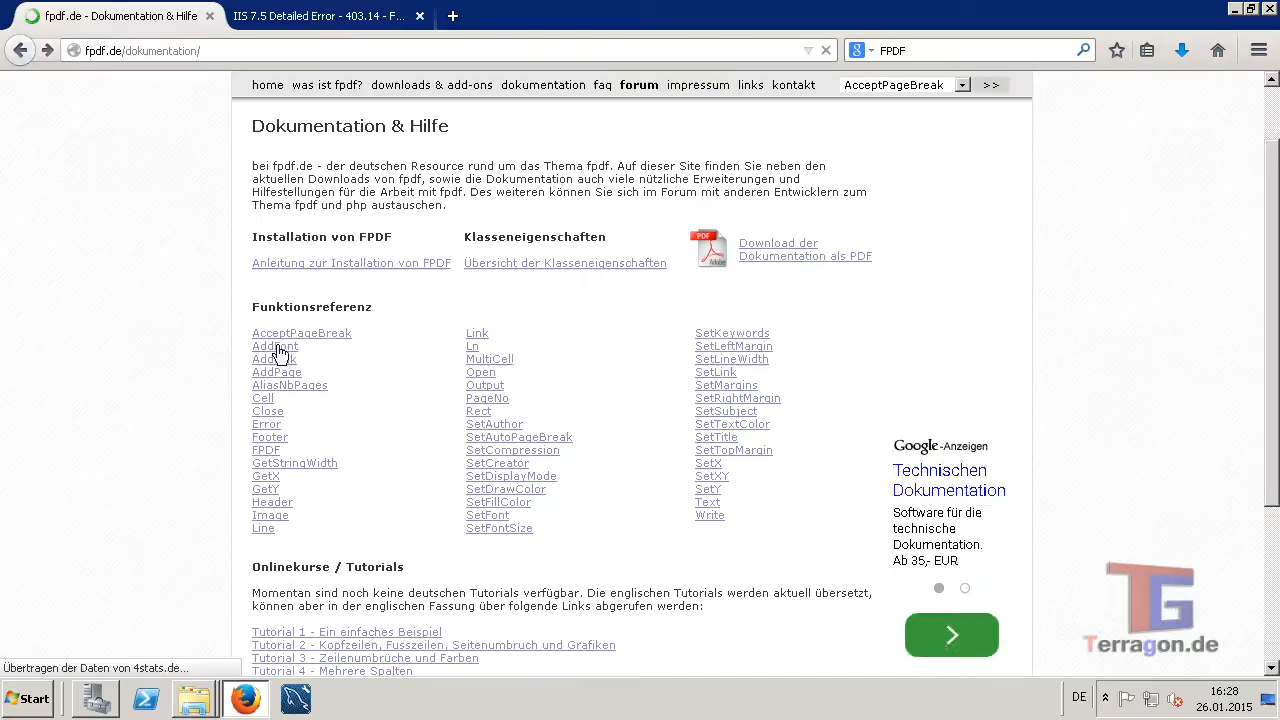 fpdf.de - Dokumentation & Hilfe
IIS 7.5 Detailed Error - 403.14 - F...
fpdf.de/dokumentation/
FPDF
home was ist fpdf? downloads & add-ons dokumentation faq forum impressum links kontakt
AcceptPageBreak
>>
Dokumentation & Hilfe
bei fpdf.de - der deutschen Resource rund um das Thema fpdf. Auf dieser Site finden Sie neben den
aktuellen Downloads von fpdf, sowie die Dokumentation auch viele nützliche Erweiterungen und
Hilfestellungen für die Arbeit mit fpdf. Des weiteren können Sie sich im Forum mit anderen Entwicklern zum
Thema fpdf und php austauschen.
Installation von FPDF
Anleitung zur Installation von FPDF
Klasseneigenschaften
Übersicht der Klasseneigenschaften
PDF
Adobe
Download der
Dokumentation als PDF
Funktionsreferenz
AcceptPageBreak
AddFont
AddLink
AddPage
AliasNbPages
Cell
Close
Error
Footer
FPDF
GetStringWidth
GetX
GetY
Header
Image
Line
Link
Ln
MultiCell
Open
Output
PageNo
Rect
SetAuthor
SetAutoPageBreak
SetCompression
SetCreator
SetDisplayMode
SetDrawColor
SetFillColor
SetFont
SetFontSize
SetKeywords
SetLeftMargin
SetLineWidth
SetLink
SetMargins
SetRightMargin
SetSubject
SetTextColor
SetTitle
SetTopMargin
SetX
SetXY
SetY
Text
Write
Google-Anzeigen
Technischen
Dokumentation
Software für die
technische
Dokumentation.
Ab 35,- EUR
Onlinekurse / Tutorials
Momentan sind noch keine deutschen Tutorials verfügbar. Die englischen Tutorials werden aktuell übersetzt,
können aber in der englischen Fassung über folgende Links abgerufen werden:
Tutorial 1 - Ein einfaches Beispiel
Tutorial 2 - Kopfzeilen, Fusszeilen, Seitenumbruch und Grafiken
Tutorial 3 - Zeilenumbrüche und Farben
Tutorial 4 - Mehrere Spalten
TG
Terragon.de
Übertragen der Daten von 4stats.de...
Start
DE
16:28
26.01.2015